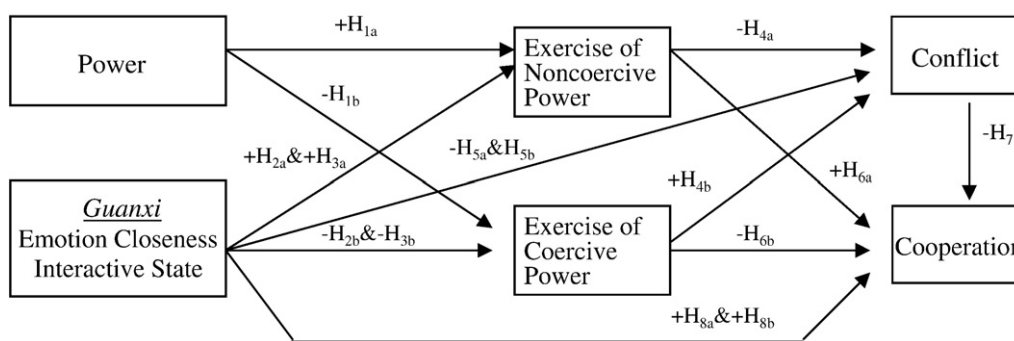 +H1a
-H4a
Power
Exercise of
Noncoercive
Power
Conflict
-H1b
-H5a&H5b
-H7
+H2a&+H3a
+H4b
+H6a
Guanxi
Emotion Closeness
Interactive State
-H2b&-H3b
Exercise of
Coercive
Power
-H6b
Cooperation
+H8a&+H8b